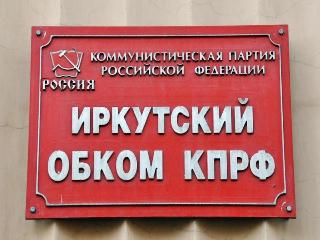 КОММУНИСТИЧЕСКАЯ ПАРТИЯ
РОССИЙСКОЙ ФЕДЕРАЦИИ
РОССИЯ
ИРКУТСКИЙ
ОБКОМ КПРФ